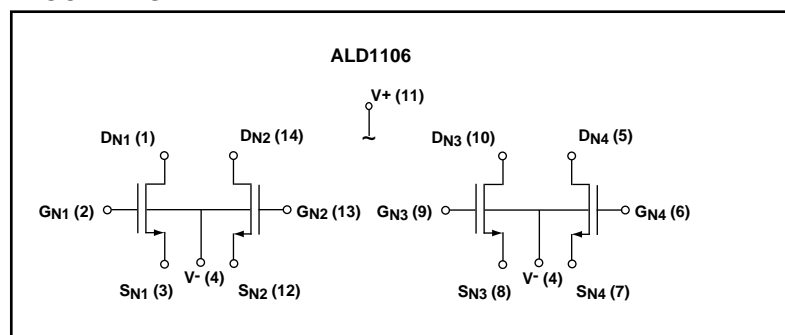 ALD1106
V+ (11)
~
DN1 (1)
DN2 (14)
DN3 (10)
DN4 (5)
GN1 (2)
GN2 (13)
GN3 (9)
GN4 (6)
V- (4)
V- (4)
SN1 (3)
SN2 (12)
SN3 (8)
SN4 (7)